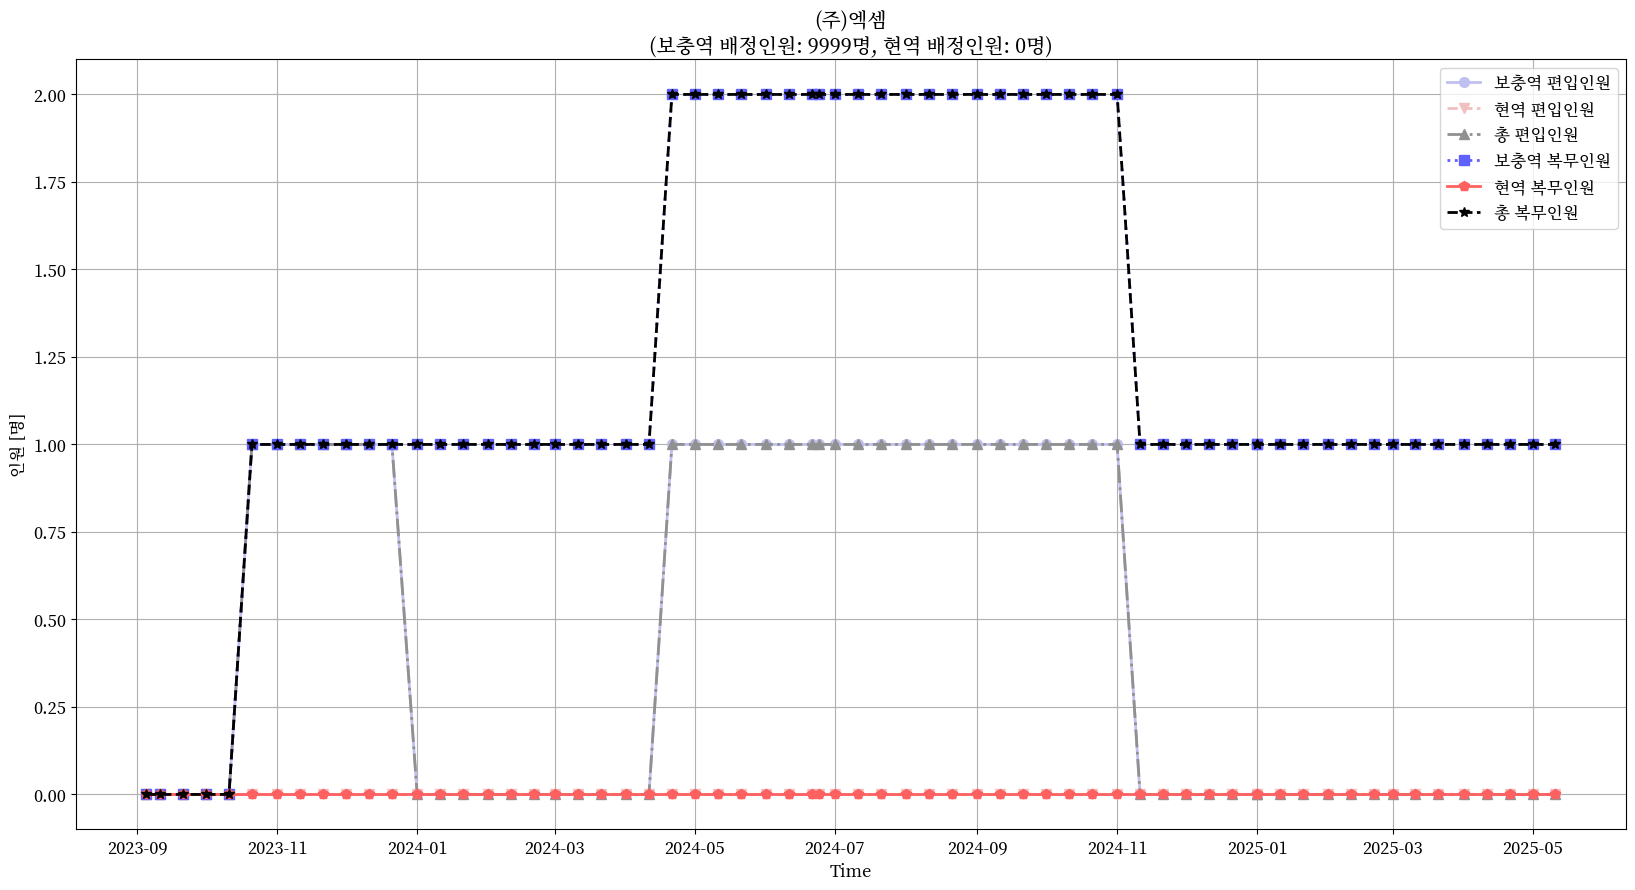 (주)엑셈
(보충역 배정인원: 9999명, 현역 배정인원: 0명)
보충역 편입인원
현역 편입인원
총 편입인원
보충역 복무인원
현역 복무인원
총 복무인원
2.00
1.75
1.50
1.25
1.00
0.75
0.50
0.25
0.00
인원 [명]
2023-09
2023-11
2024-01
2024-03
2024-05
2024-07
2024-09
2024-11
2025-01
2025-03
2025-05
Time